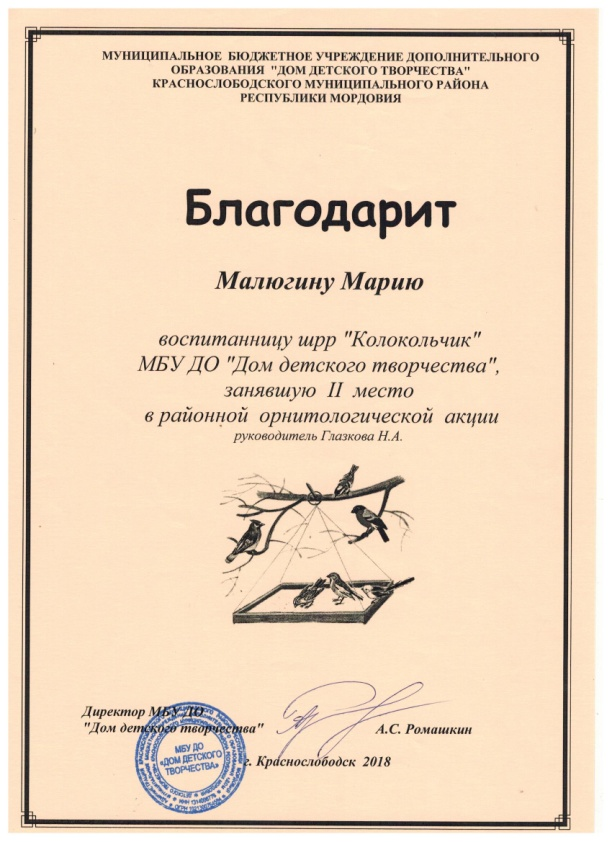 МУНИЦИПАЛЬНОЕ БЮДЖЕТНОЕ УЧРЕЖДЕНИЕ ДОПОЛНИТЕЛЬНОГО
ОБРАЗОВАНИЯ "ДОМ ДЕТСКОГО ТВОРЧЕСТВА"
КРАСНОСЛОБОДСКОГО МУНИЦИПАЛЬНОГО РАЙОНА
РЕСПУБЛИКИ МОРДОВИЯ
Благодарит
Малюгину Марию
воспитанницу шрр "Колокольчик"
МБУ ДО "Дом детского творчества",
занявшую II место
в районной орнитологической акции
руководитель Глазкова Н.А.
Директор МБУ ДО
"Дом детского творчества" А.С. Ромашкин
МБУ ДО
«ДОМ ДЕТСКОГО
ТВОРЧЕСТВА»
г. Краснослободск 2018